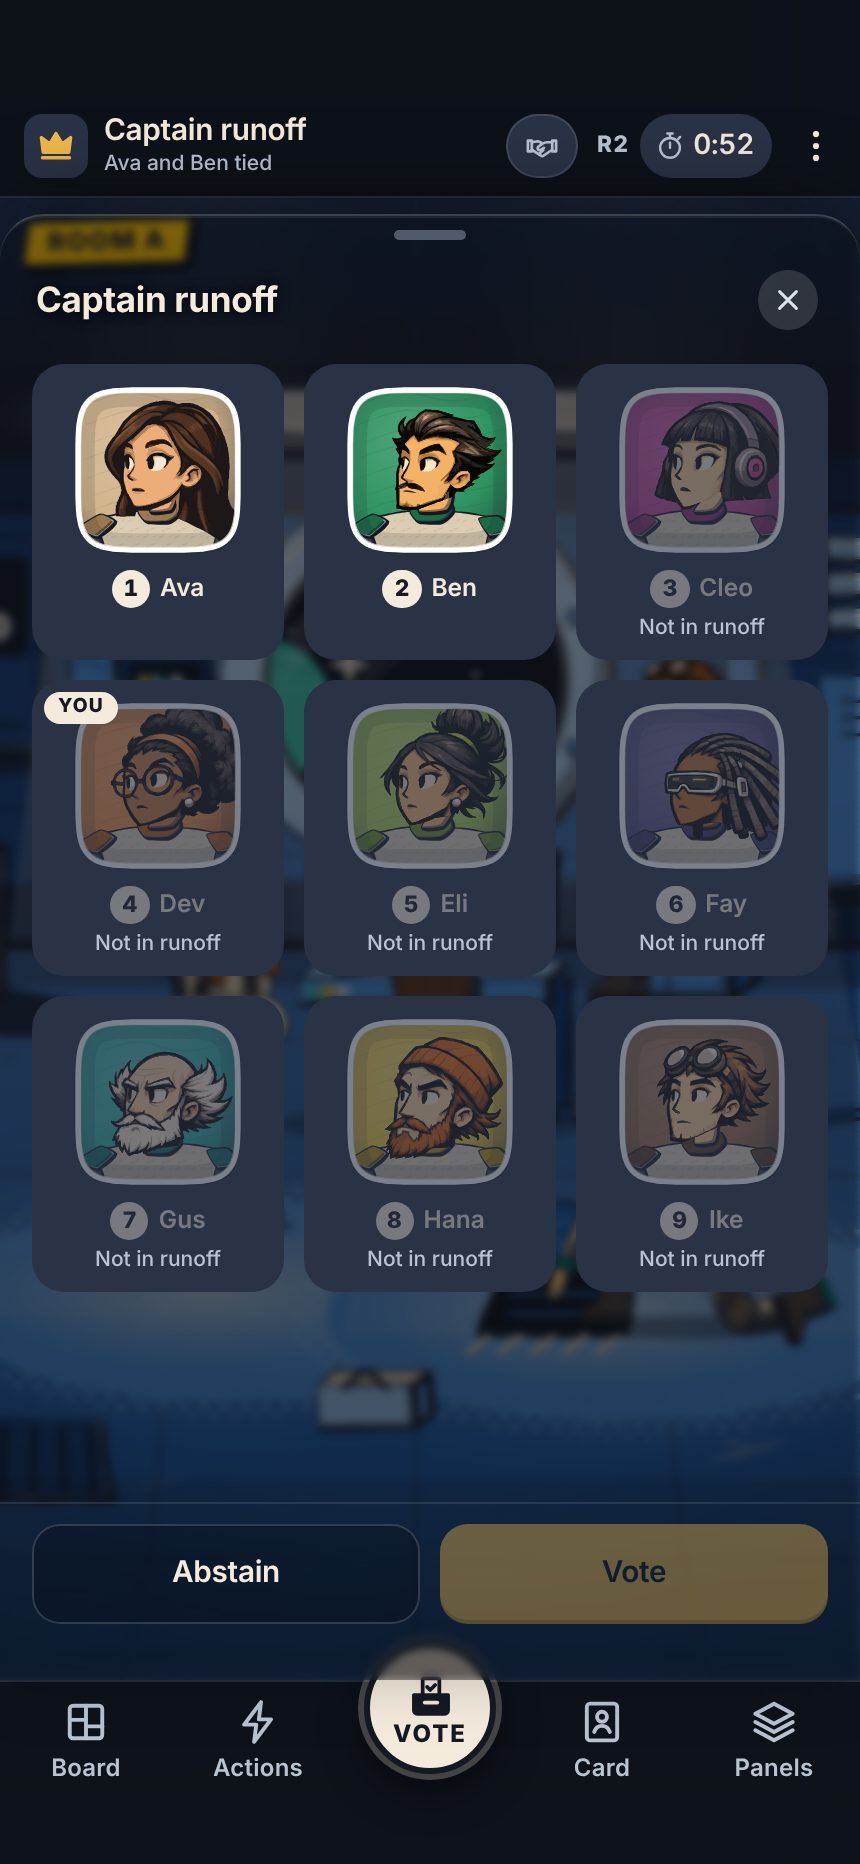 Captain runoff
Ava and Ben tied
R2
0:52
ROOM A
Captain runoff
1 Ava
2 Ben
3 Cleo
Not in runoff
YOU
4 Dev
Not in runoff
5 Eli
Not in runoff
6 Fay
Not in runoff
7 Gus
Not in runoff
8 Hana
Not in runoff
9 Ike
Not in runoff
Abstain
Vote
Board
Actions
VOTE
Card
Panels